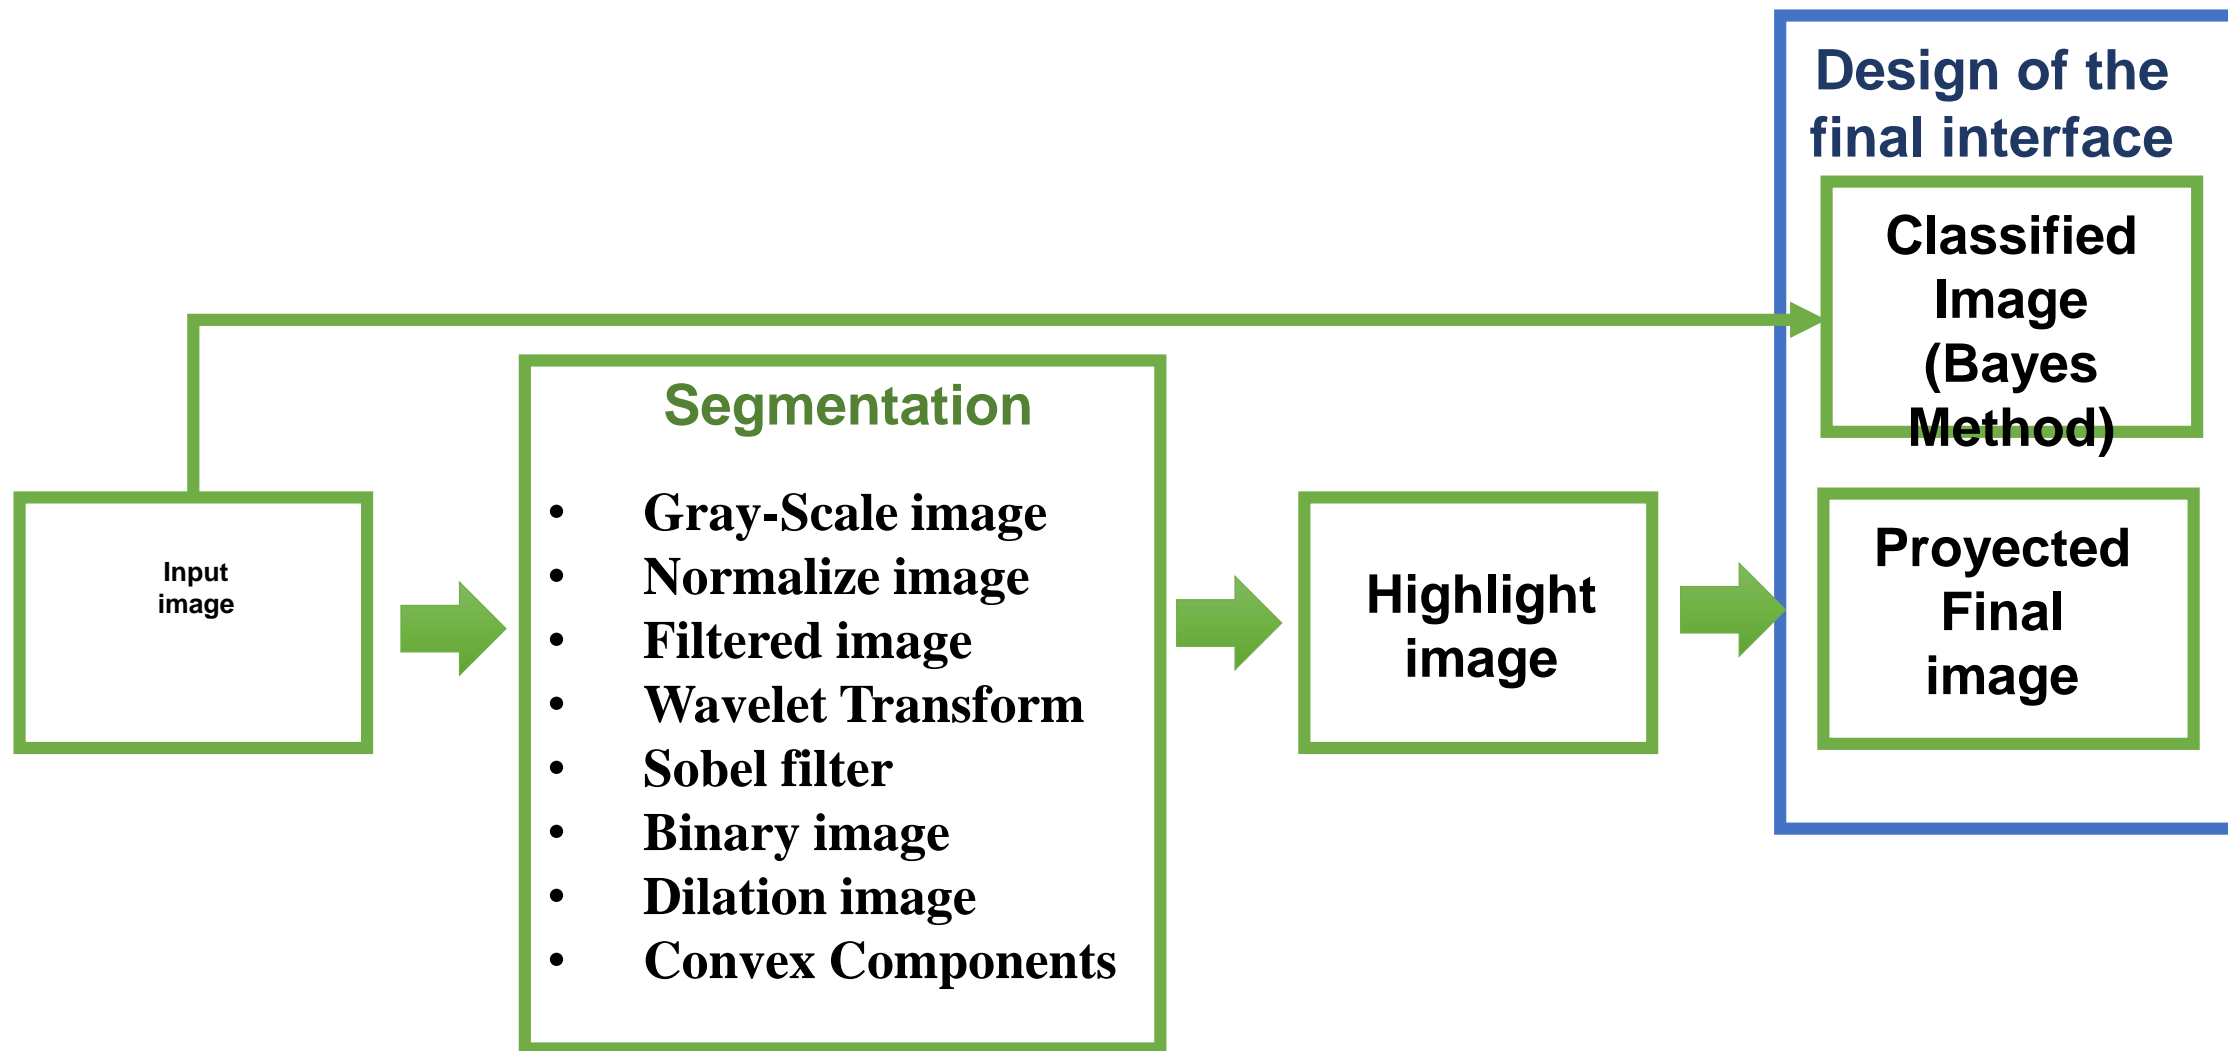 Input
image
Segmentation
• Gray-Scale image
• Normalize image
• Filtered image
• Wavelet Transform
• Sobel filter
• Binary image
• Dilation image
• Convex Components
Highlight
image
Design of the
final interface
Classified
Image
(Bayes
Method)
Proyected
Final
image